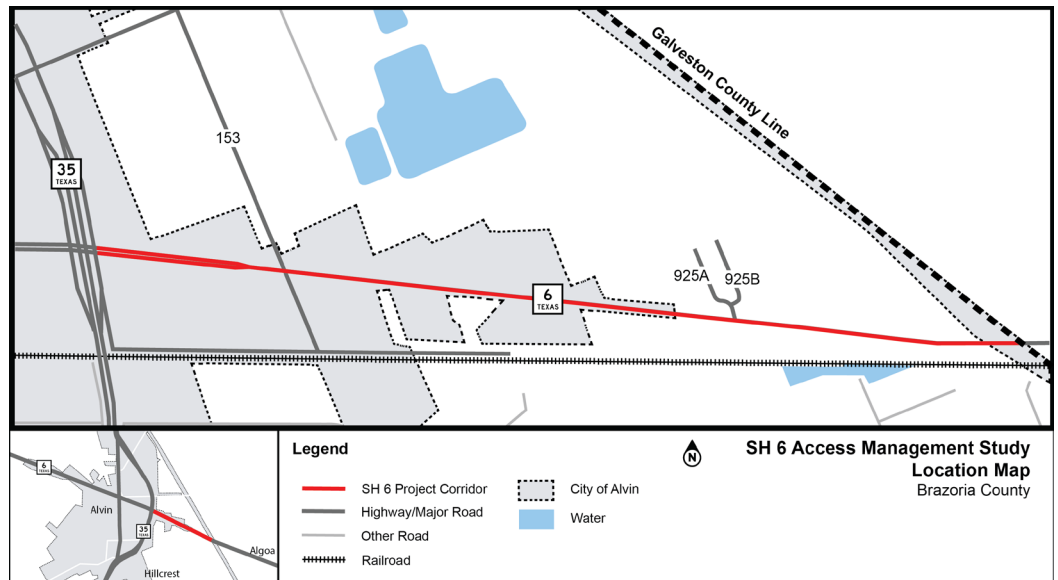 Galveston County Line
153
35
TEXAS
925A
925B
6
TEXAS
6
TEXAS
Alvin
35
TEXAS
Algoa
Hillcrest
Legend
SH 6 Project Corridor
Highway/Major Road
Other Road
Railroad
City of Alvin
Water
N
SH 6 Access Management Study
Location Map
Brazoria County